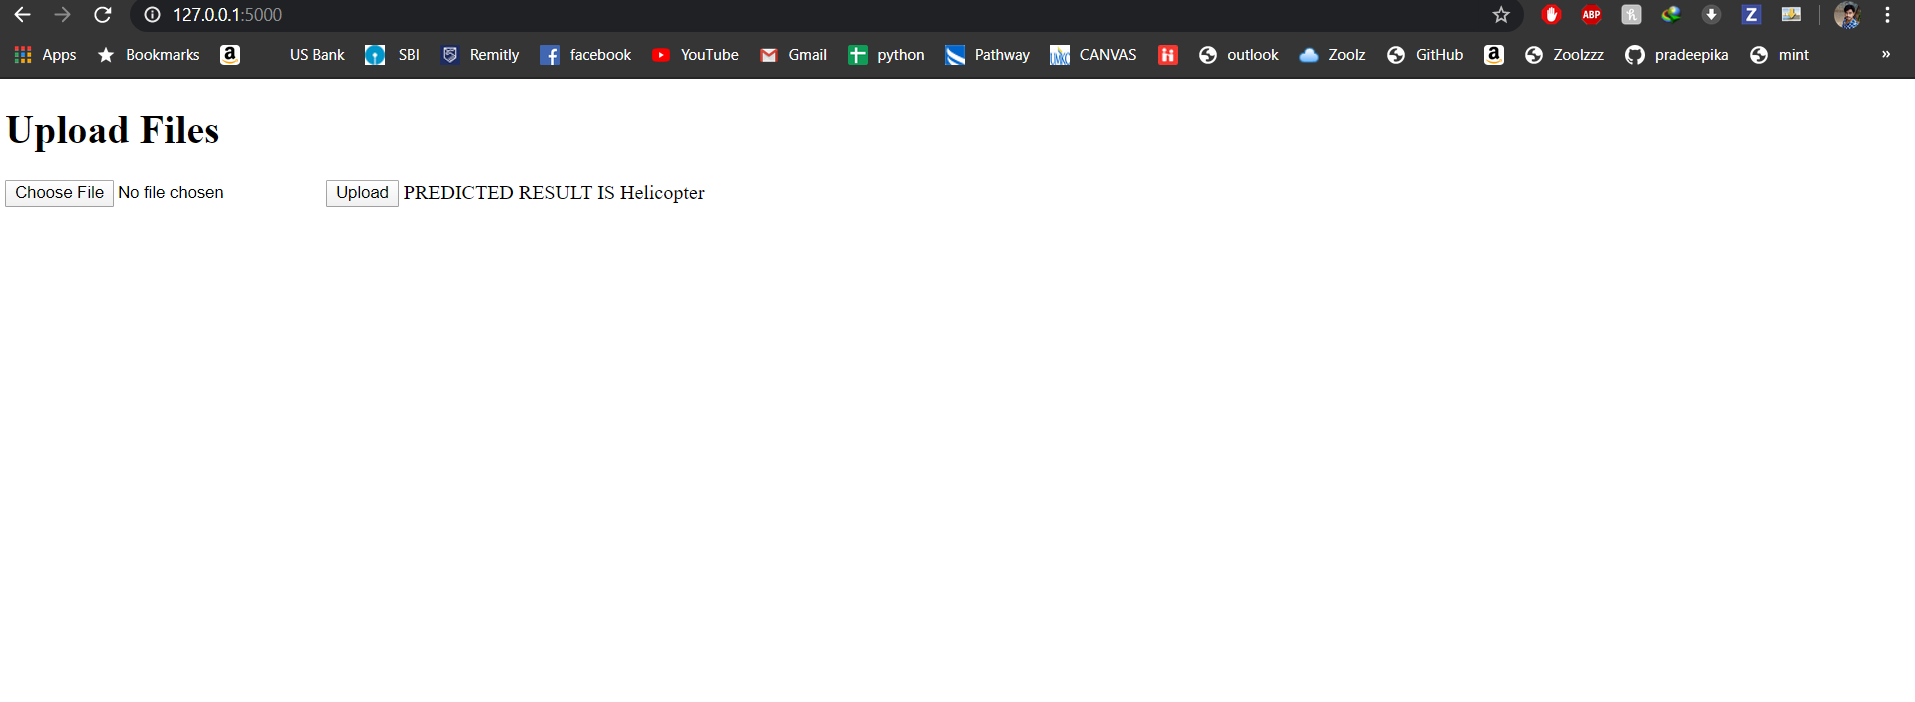 127.0.0.1:5000
ABP
Z
Apps Bookmarks a US Bank SBI Remitly facebook YouTube Gmail python Pathway CANVAS outlook Zoolz GitHub a Zoolzzz pradeepika mint »
Upload Files
Choose File No file chosen Upload PREDICTED RESULT IS Helicopter